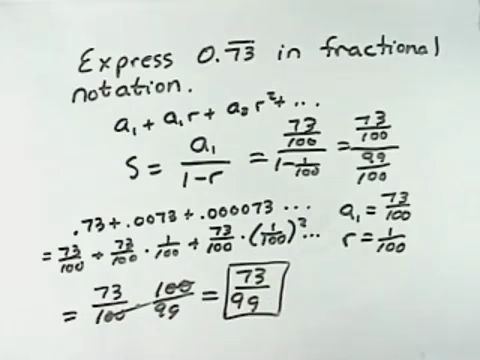 Express 0.7̅3̅ in fractional
notation.
a₁ + a₁r + a₁r² + ...
S = a₁/(1-r) = (73/100)/(1-1/100) = (73/100)/(99/100)
.73 + .0073 + .000073 ...
a₁ = 73/100
= 73/100 + 73/100 · 1/100 + 73/100 · (1/100)² ...
r = 1/100
= 73/100 · 100/99 = 73/99